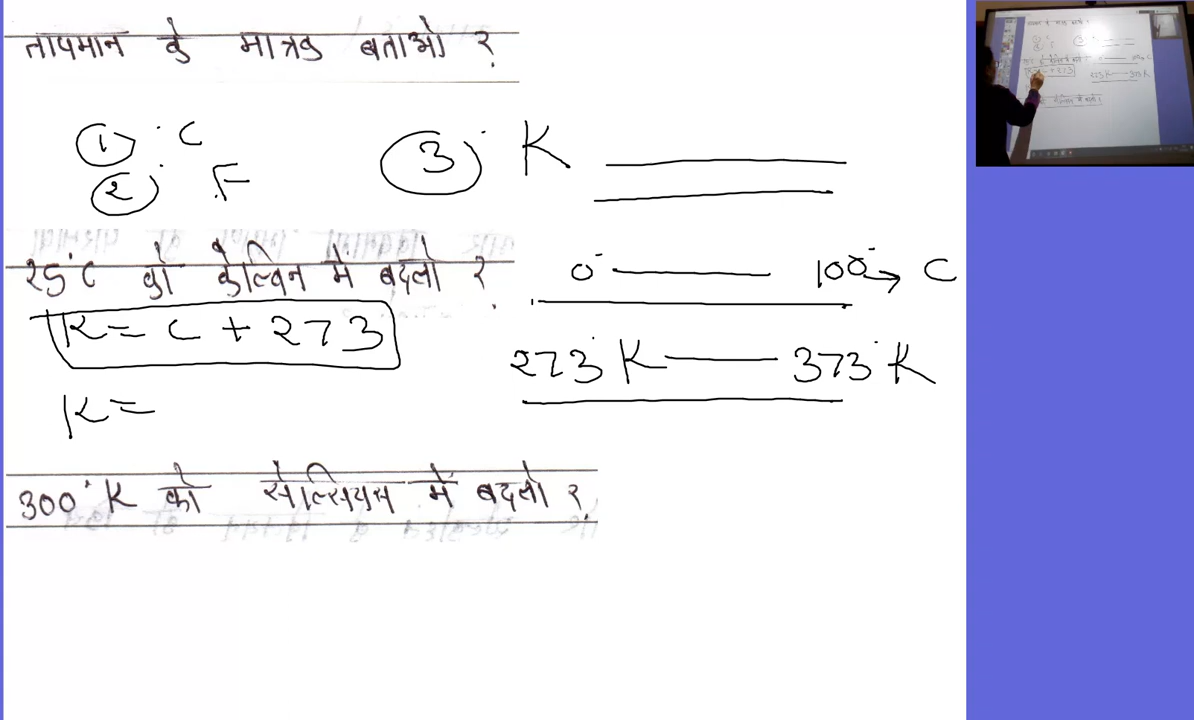 तापमान के मात्रक बताओ ?
① °C
② °F
③ °K
25°C को केल्विन में बदलो ?
0° —— 100° → C
K = C + 273
273° K —— 373° K
K =
300°K को सेल्सियस में बदलो ?